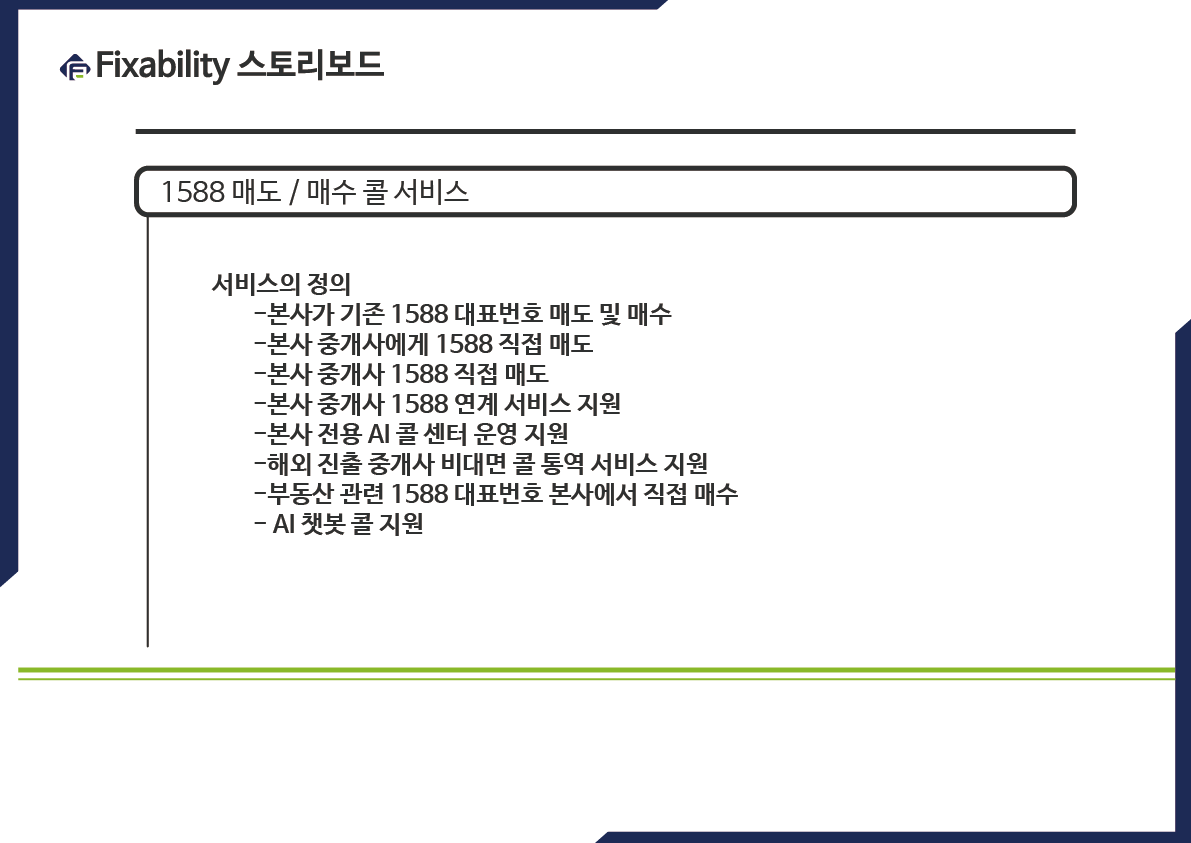 Fixability 스토리보드
1588 매도 / 매수 콜 서비스
서비스의 정의
-본사가 기존 1588 대표번호 매도 및 매수
-본사 중개사에게 1588 직접 매도
-본사 중개사 1588 직접 매도
-본사 중개사 1588 연계 서비스 지원
-본사 전용 AI 콜 센터 운영 지원
-해외 진출 중개사 비대면 콜 통역 서비스 지원
-부동산 관련 1588 대표번호 본사에서 직접 매수
- AI 챗봇 콜 지원